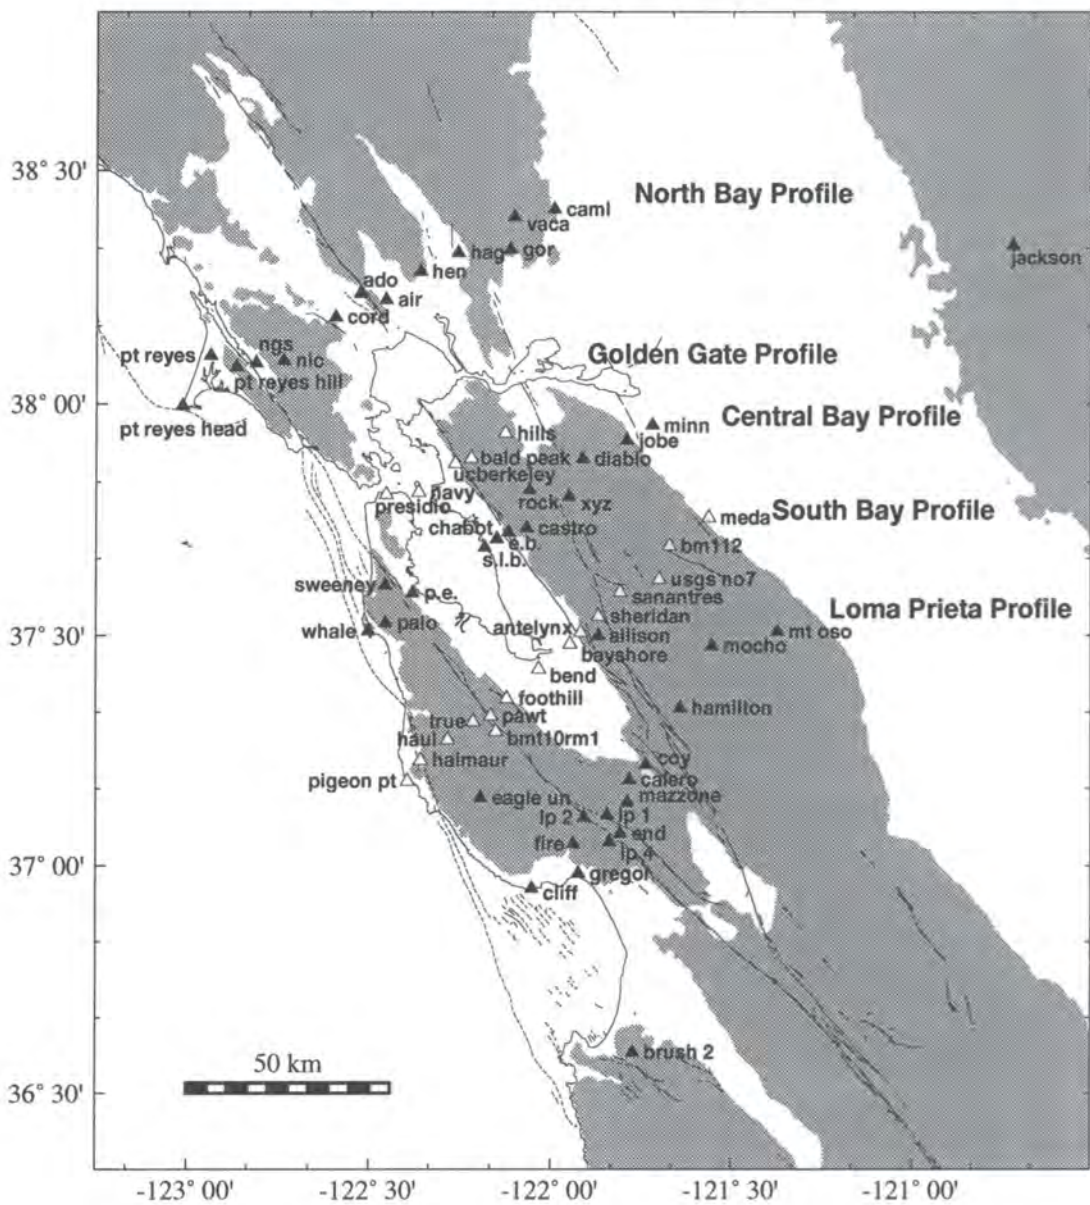 38° 30'
North Bay Profile
caml
vaca
hag
gor
hen
jackson
ado
air
cord
ngs
nic
pt reyes
pt reyes hill
Golden Gate Profile
38° 00'
pt reyes head
Central Bay Profile
minn
jobe
hills
bald peak
diablo
ucberkeley
navy
presidio
rock
xyz
meda
South Bay Profile
chabot
castro
e.b.
s.l.b.
bm112
usgs no7
sanantres
sweeney
p.e.
Loma Prieta Profile
sheridan
palo
whale
37° 30'
antelynx
allison
mt oso
mocho
bayshore
bend
foothill
hamilton
true
pawt
haul
bmt10rm1
halmaur
coy
pigeon pt
calero
mazzone
eagle un
lp 2
lp 1
end
fire
lp 4
37° 00'
gregor
cliff
brush 2
50 km
36° 30'
-123° 00'
-122° 30'
-122° 00'
-121° 30'
-121° 00'